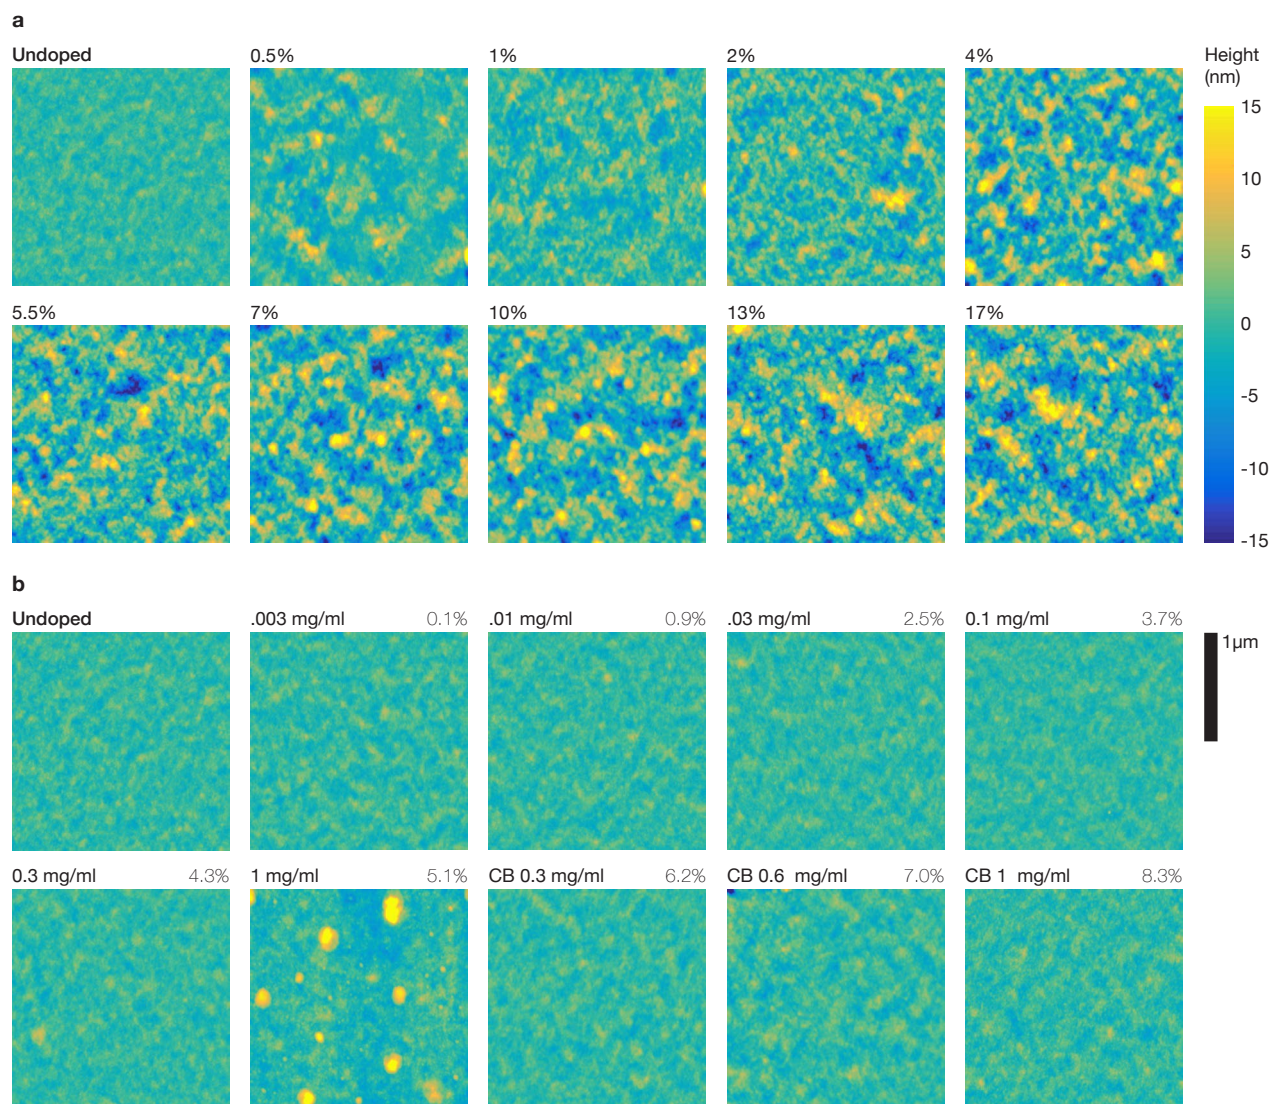 a
Undoped 0.5% 1% 2% 4% Height
(nm)
15
10
5
0
-5
-10
-15
5.5% 7% 10% 13% 17%
b
Undoped .003 mg/ml 0.1% .01 mg/ml 0.9% .03 mg/ml 2.5% 0.1 mg/ml 3.7%
1µm
0.3 mg/ml 4.3% 1 mg/ml 5.1% CB 0.3 mg/ml 6.2% CB 0.6 mg/ml 7.0% CB 1 mg/ml 8.3%